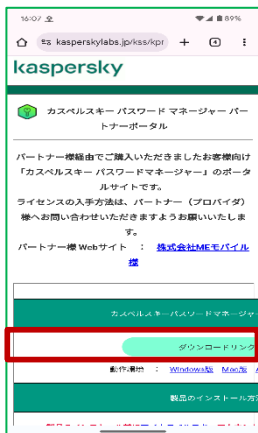 16:07
89%
kasperskylabs.jp/kss/kpr
kaspersky
カスペルスキー パスワード マネージャー パー
トナーポータル
パートナー様経由でご購入いただきましたお客様向け
「カスペルスキー パスワードマネージャー」のポータ
ルサイトです。
ライセンスの入手方法は、パートナー（プロバイダ）
様へお問い合わせいただきますようお願いいたしま
す。
パートナー様 Webサイト ： 株式会社MEモバイル
様
カスペルスキーパスワードマネージャ
ダウンロードリンク
動作環境 ： Windows版 Mac版
製品のインストール方